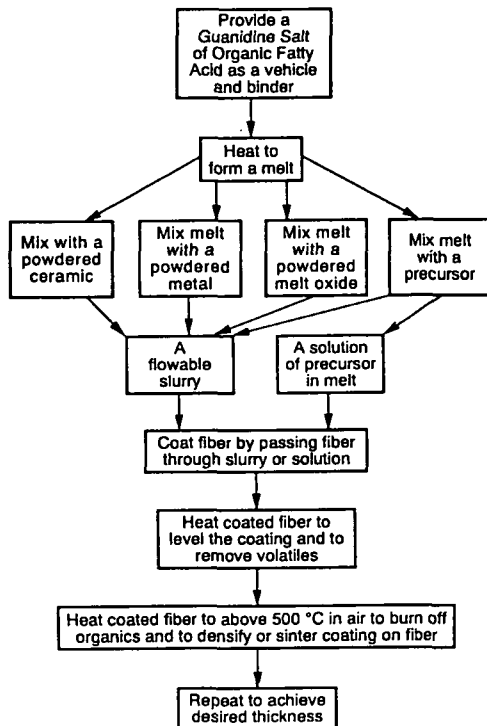 Provide a
Guanidine Salt
of Organic Fatty
Acid as a vehicle
and binder
Heat to
form a melt
Mix with a
powdered
ceramic
Mix melt
with a
powdered
metal
Mix melt
with a
powdered
melt oxide
Mix melt
with a
precursor
A
flowable
slurry
A solution
of precursor
in melt
Coat fiber by passing fiber
through slurry or solution
Heat coated fiber to
level the coating and to
remove volatiles
Heat coated fiber to above 500 °C in air to burn off
organics and to densify or sinter coating on fiber
Repeat to achieve
desired thickness